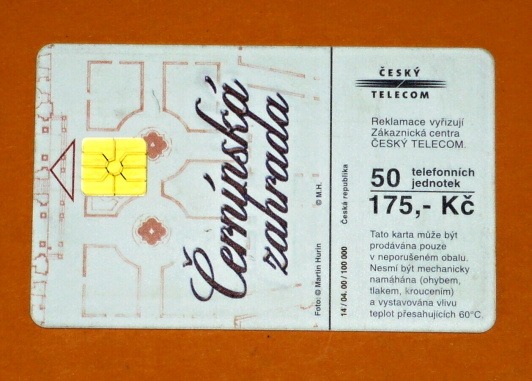 Černínská
zahrada
Foto: © Martin Hurin
© M.H.
14 / 04. 00 / 100 000
Česká republika
ČESKÝ
TELECOM
Reklamace vyřizují
Zákaznická centra
ČESKÝ TELECOM.
50 telefonních
jednotek
175,- Kč
Tato karta může být
prodávána pouze
v neporušeném obalu.
Nesmí být mechanicky
namáhána (ohybem,
tlakem, kroucením)
a vystavována vlivu
teplot přesahujících 60°C.